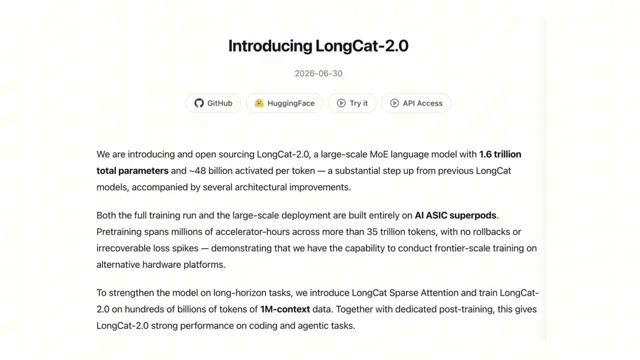 Introducing LongCat-2.0
2026-06-30
GitHub
HuggingFace
Try it
API Access
We are introducing and open sourcing LongCat-2.0, a large-scale MoE language model with 1.6 trillion
total parameters and ~48 billion activated per token — a substantial step up from previous LongCat
models, accompanied by several architectural improvements.
Both the full training run and the large-scale deployment are built entirely on AI ASIC superpods.
Pretraining spans millions of accelerator-hours across more than 35 trillion tokens, with no rollbacks or
irrecoverable loss spikes — demonstrating that we have the capability to conduct frontier-scale training on
alternative hardware platforms.
To strengthen the model on long-horizon tasks, we introduce LongCat Sparse Attention and train LongCat-
2.0 on hundreds of billions of tokens of 1M-context data. Together with dedicated post-training, this gives
LongCat-2.0 strong performance on coding and agentic tasks.